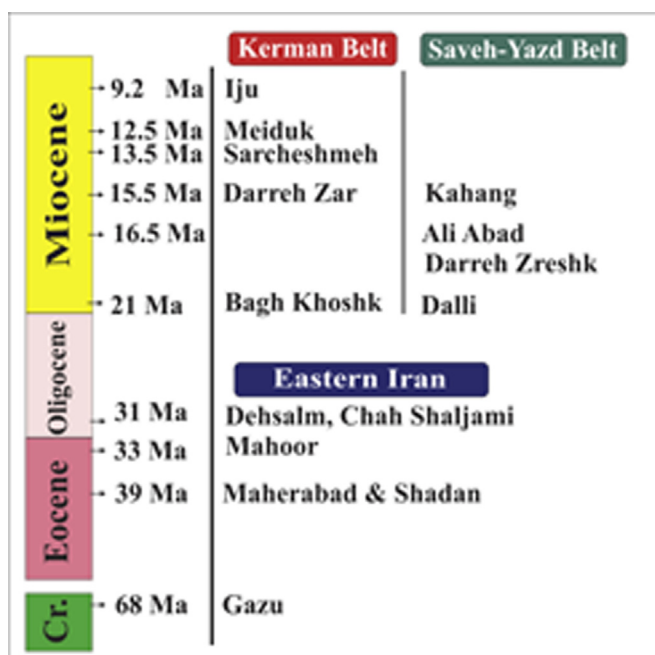 Kerman Belt Saveh-Yazd Belt
Miocene
9.2 Ma Iju
12.5 Ma Meiduk
13.5 Ma Sarcheshmeh
15.5 Ma Darreh Zar Kahang
16.5 Ma Ali Abad
Darreh Zreshk
21 Ma Bagh Khoshk Dalli
Oligocene
Eastern Iran
31 Ma Dehsalm, Chah Shaljami
33 Ma Mahoor
Eocene
39 Ma Maherabad & Shadan
Cr.
68 Ma Gazu